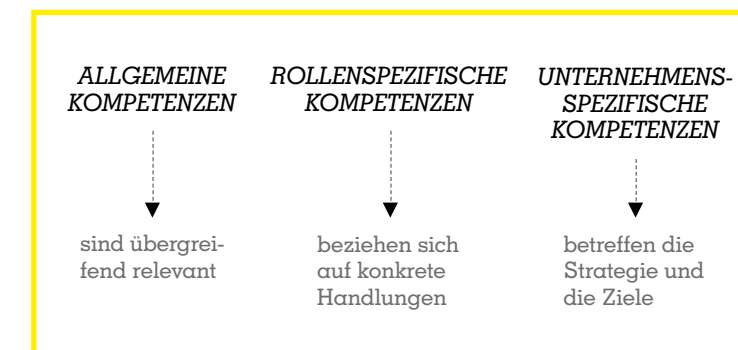 ALLGEMEINE
KOMPETENZEN
sind übergrei-
fend relevant
ROLLENSPEZIFISCHE
KOMPETENZEN
beziehen sich
auf konkrete
Handlungen
UNTERNEHMENS-
SPEZIFISCHE
KOMPETENZEN
betreffen die
Strategie und
die Ziele